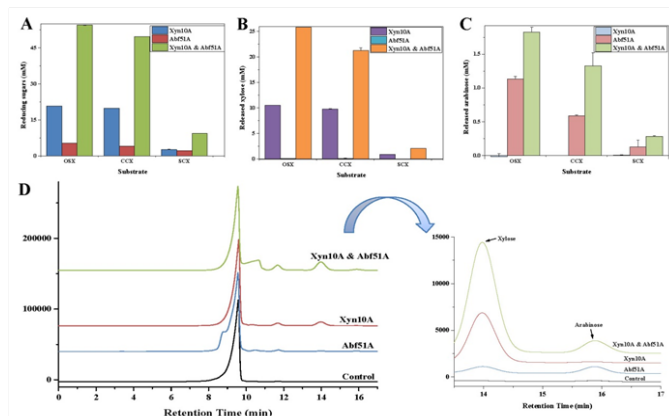 A
Xyn10A
Abf51A
Xyn10A & Abf51A
Reducing sugars (mM)
45
30
15
0
OSX
CCX
SCX
Substrate
B
Xyn10A
Abf51A
Xyn10A & Abf51A
Released xylose (mM)
25
20
15
10
5
0
OSX
CCX
SCX
Substrate
C
Xyn10A
Abf51A
Xyn10A & Abf51A
Released arabinose (mM)
1.5
1.0
0.5
0.0
OSX
CCX
SCX
Substrate
D
200000
100000
0
Xyn10A & Abf51A
Xyn10A
Abf51A
Control
0 2 4 6 8 10 12 14 16
Retention Time (min)
15000
10000
5000
0
Xylose
Arabinase
Xyn10A & Abf51A
Xyn10A
Abf51A
Control
14 15 16 17
Retention Time (min)